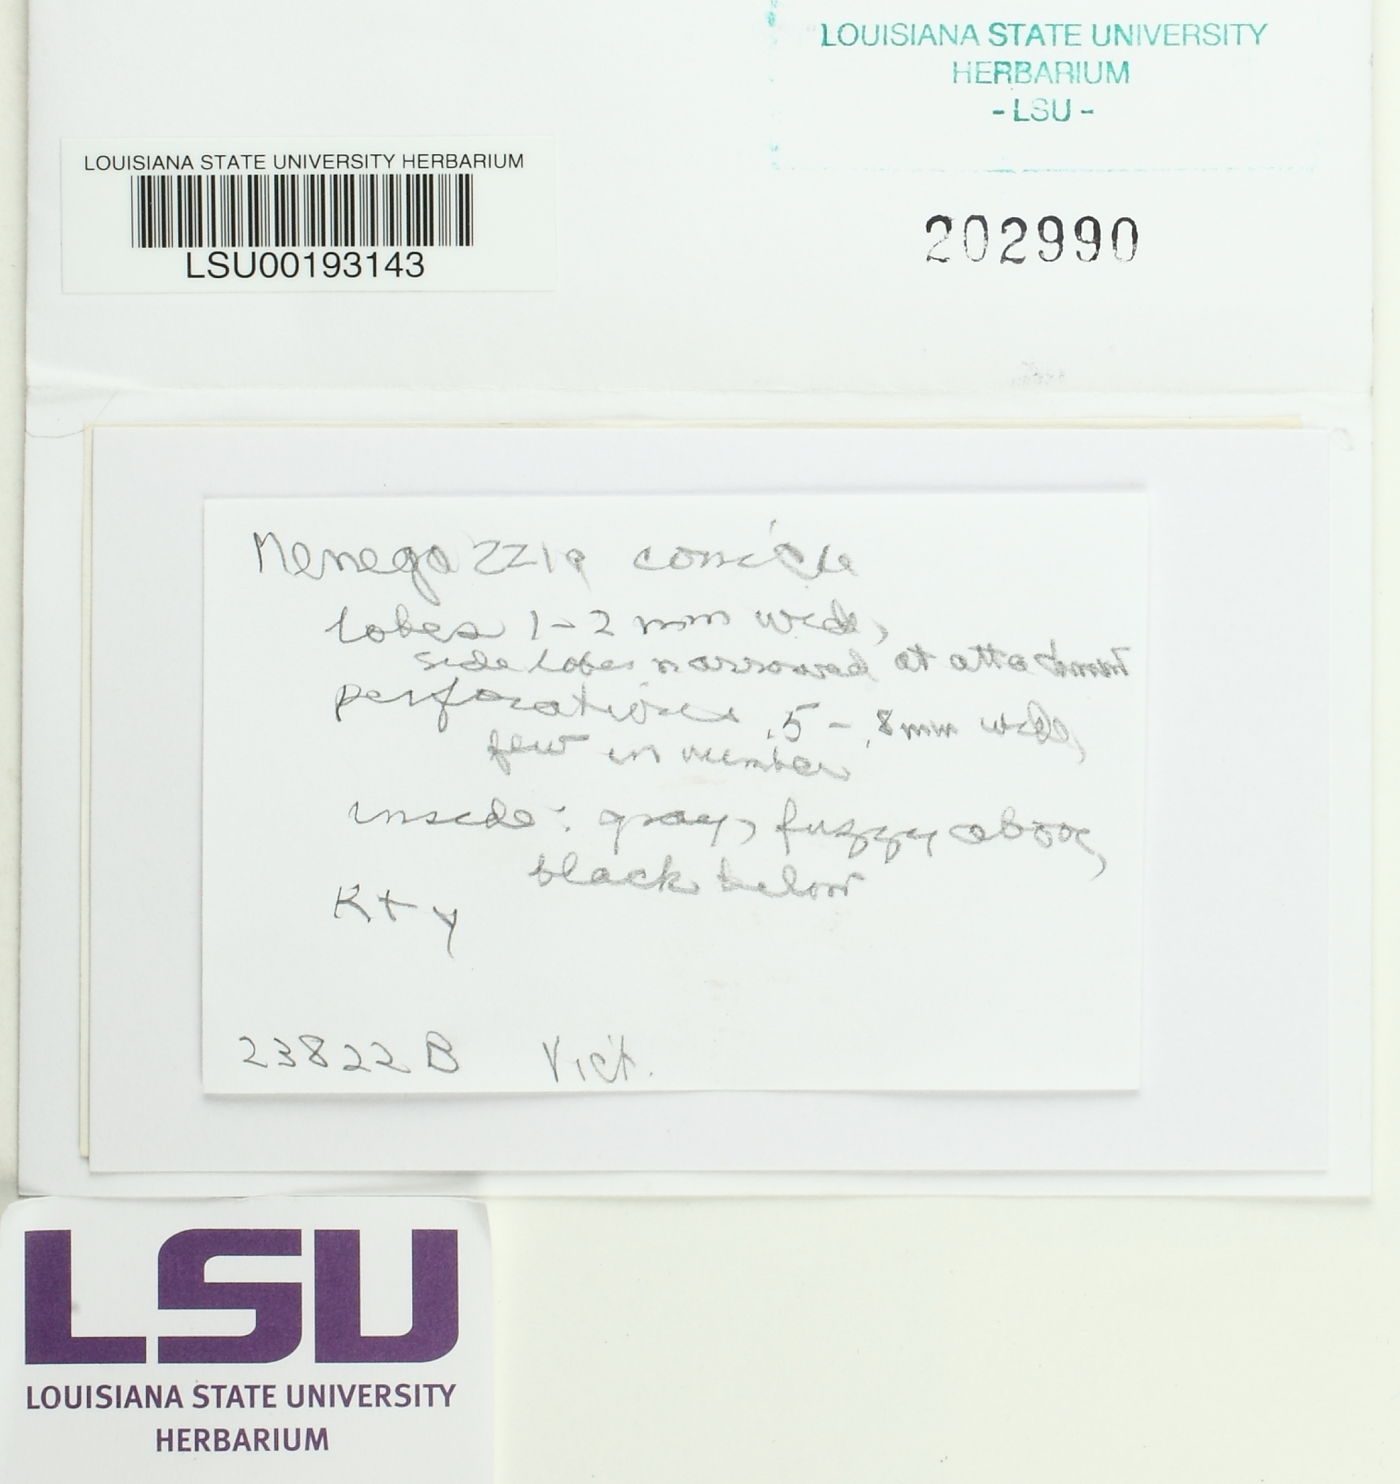 LOUISIANA STATE UNIVERSITY
HERBARIUM
- LSU -
LOUISIANA STATE UNIVERSITY HERBARIUM
LSU00193143
202990
Menegazzia
lobes 1-2 mm wide,
side lobes narrowed at attachment
perforations .5 - .8mm wide,
few in number
inside: gray, fuzzy above,
black below
K+ y
23822 B Vict.
LSU
LOUISIANA STATE UNIVERSITY
HERBARIUM